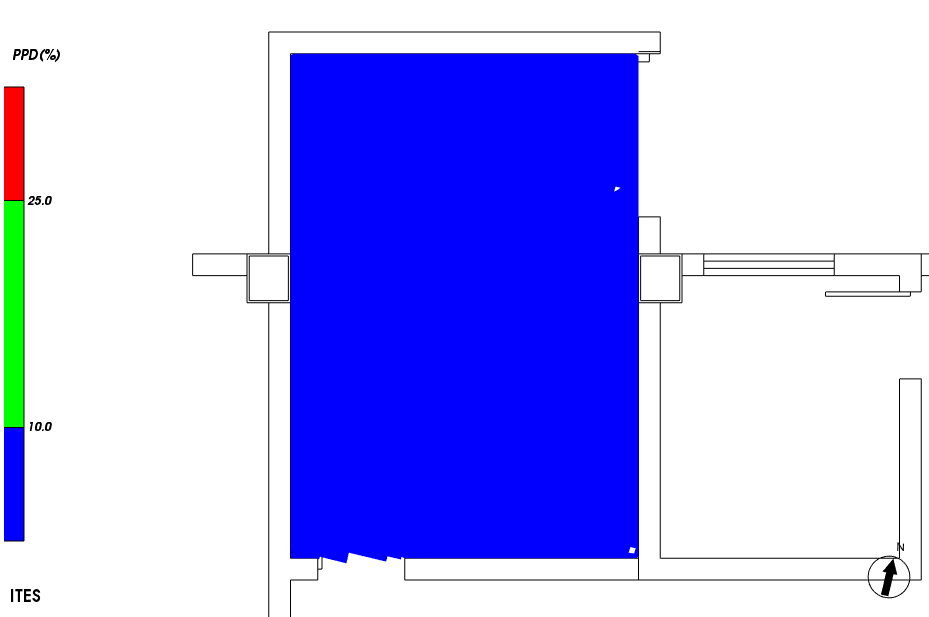 PPD(%)
25.0
10.0
N
ITES